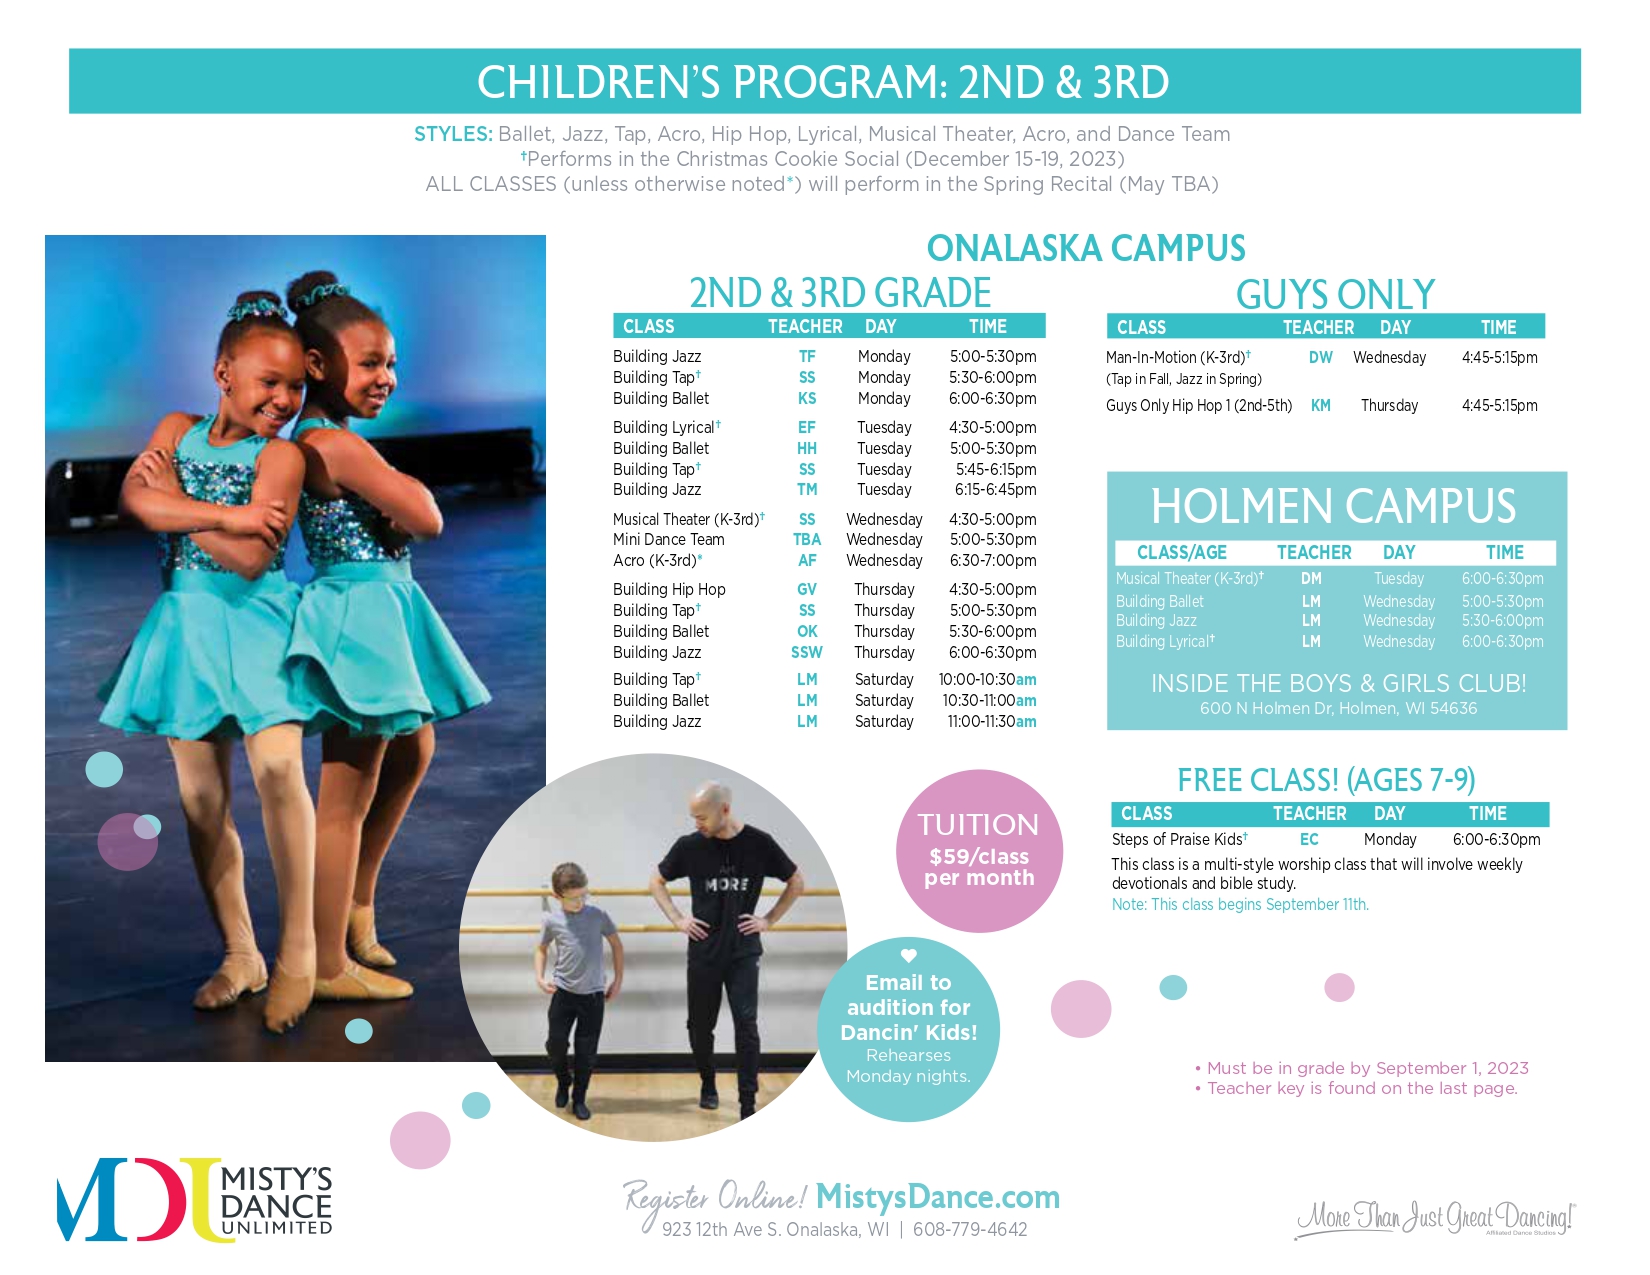 CHILDREN'S PROGRAM: 2ND & 3RD
STYLES: Ballet, Jazz, Tap, Acro, Hip Hop, Lyrical, Musical Theater, Acro, and Dance Team
†Performs in the Christmas Cookie Social (December 15-19, 2023)
ALL CLASSES (unless otherwise noted*) will perform in the Spring Recital (May TBA)
ONALASKA CAMPUS
2ND & 3RD GRADE
CLASS TEACHER DAY TIME
Building Jazz TF Monday 5:00-5:30pm
Building Tap† SS Monday 5:30-6:00pm
Building Ballet KS Monday 6:00-6:30pm
Building Lyrical† EF Tuesday 4:30-5:00pm
Building Ballet HH Tuesday 5:00-5:30pm
Building Tap† SS Tuesday 5:45-6:15pm
Building Jazz TM Tuesday 6:15-6:45pm
Musical Theater (K-3rd)† SS Wednesday 4:30-5:00pm
Mini Dance Team TBA Wednesday 5:00-5:30pm
Acro (K-3rd)* AF Wednesday 6:30-7:00pm
Building Hip Hop GV Thursday 4:30-5:00pm
Building Tap† SS Thursday 5:00-5:30pm
Building Ballet OK Thursday 5:30-6:00pm
Building Jazz SSW Thursday 6:00-6:30pm
Building Tap† LM Saturday 10:00-10:30am
Building Ballet LM Saturday 10:30-11:00am
Building Jazz LM Saturday 11:00-11:30am
GUYS ONLY
CLASS TEACHER DAY TIME
Man-In-Motion (K-3rd)† DW Wednesday 4:45-5:15pm
(Tap in Fall, Jazz in Spring)
Guys Only Hip Hop 1 (2nd-5th) KM Thursday 4:45-5:15pm
HOLMEN CAMPUS
CLASS/AGE TEACHER DAY TIME
Musical Theater (K-3rd)† DM Tuesday 6:00-6:30pm
Building Ballet LM Wednesday 5:00-5:30pm
Building Jazz LM Wednesday 5:30-6:00pm
Building Lyrical† LM Wednesday 6:00-6:30pm
INSIDE THE BOYS & GIRLS CLUB!
600 N Holmen Dr, Holmen, WI 54636
FREE CLASS! (AGES 7-9)
CLASS TEACHER DAY TIME
Steps of Praise Kids† EC Monday 6:00-6:30pm
This class is a multi-style worship class that will involve weekly
devotionals and bible study.
Note: This class begins September 11th.
TUITION
$59/class
per month
MORE
Email to
audition for
Dancin' Kids!
Rehearses
Monday nights.
• Must be in grade by September 1, 2023
• Teacher key is found on the last page.
MDU
MISTY'S
DANCE
UNLIMITED
Register Online! MistysDance.com
923 12th Ave S. Onalaska, WI | 608-779-4642
More Than Just Great Dancing!®
Affiliated Dance Studios